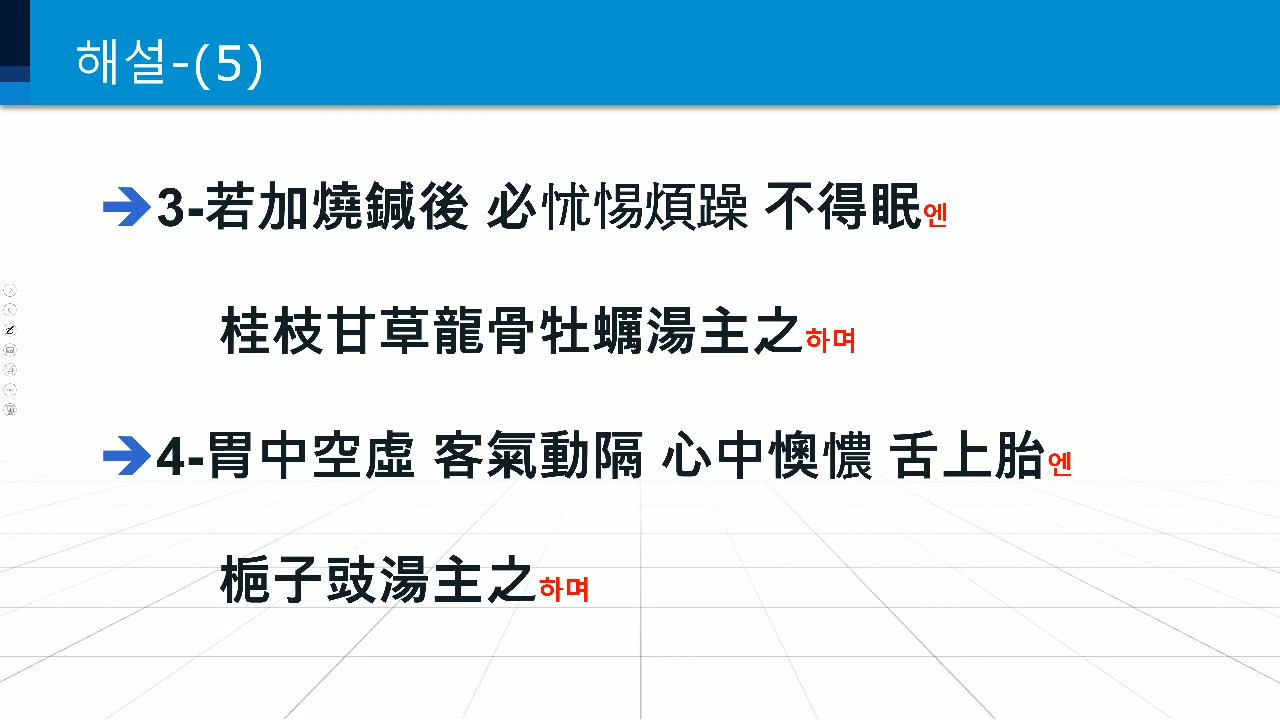 해설-(5)
3-若加燒鍼後 必怵惕煩躁 不得眠엔
桂枝甘草龍骨牡蠣湯主之하며
4-胃中空虛 客氣動隔 心中懊憹 舌上胎엔
梔子豉湯主之하며